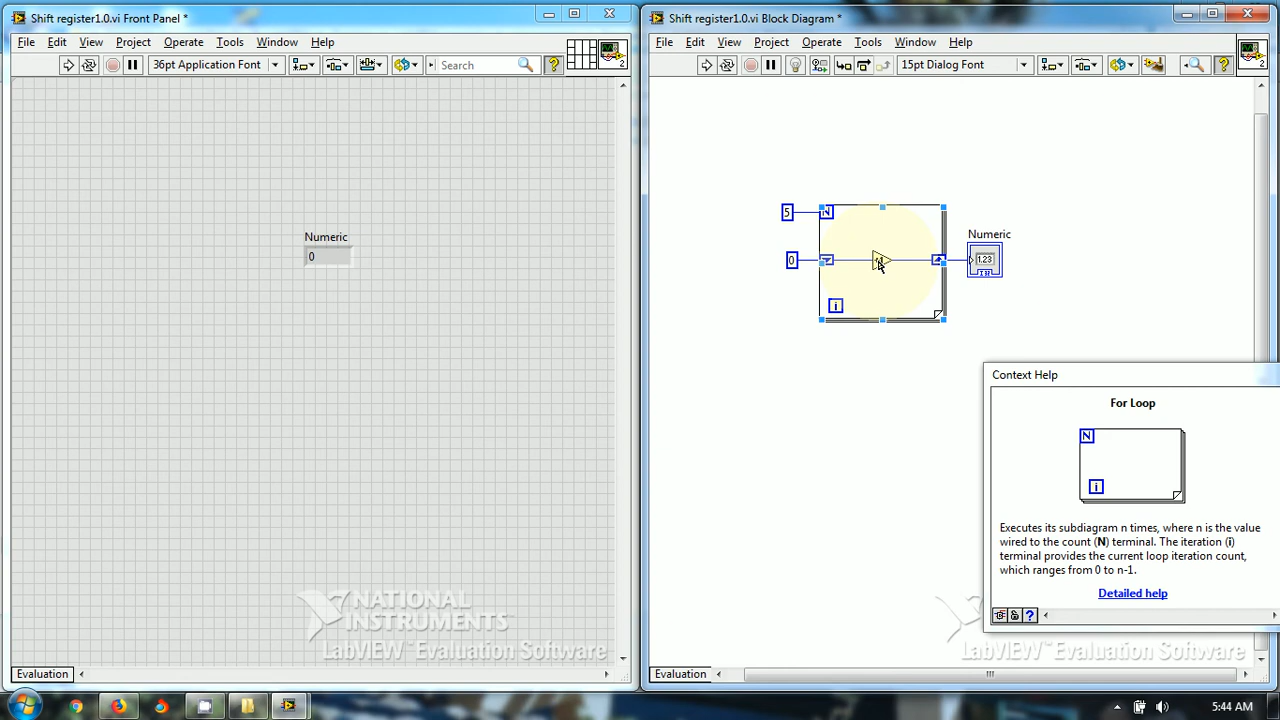 Shift register1.0.vi Front Panel *
File Edit View Project Operate Tools Window Help
36pt Application Font
Search
?
2
Numeric
0
NATIONAL
INSTRUMENTS
LabVIEW™ Evaluation Software
Evaluation
Shift register1.0.vi Block Diagram *
File Edit View Project Operate Tools Window Help
15pt Dialog Font
?
2
5 N
Numeric
0
1.23
i
Context Help
For Loop
N
i
Executes its subdiagram n times, where n is the value
wired to the count (N) terminal. The iteration (i)
terminal provides the current loop iteration count,
which ranges from 0 to n-1.
Detailed help
?
LabVIEW™ Evaluation Software
Evaluation
5:44 AM